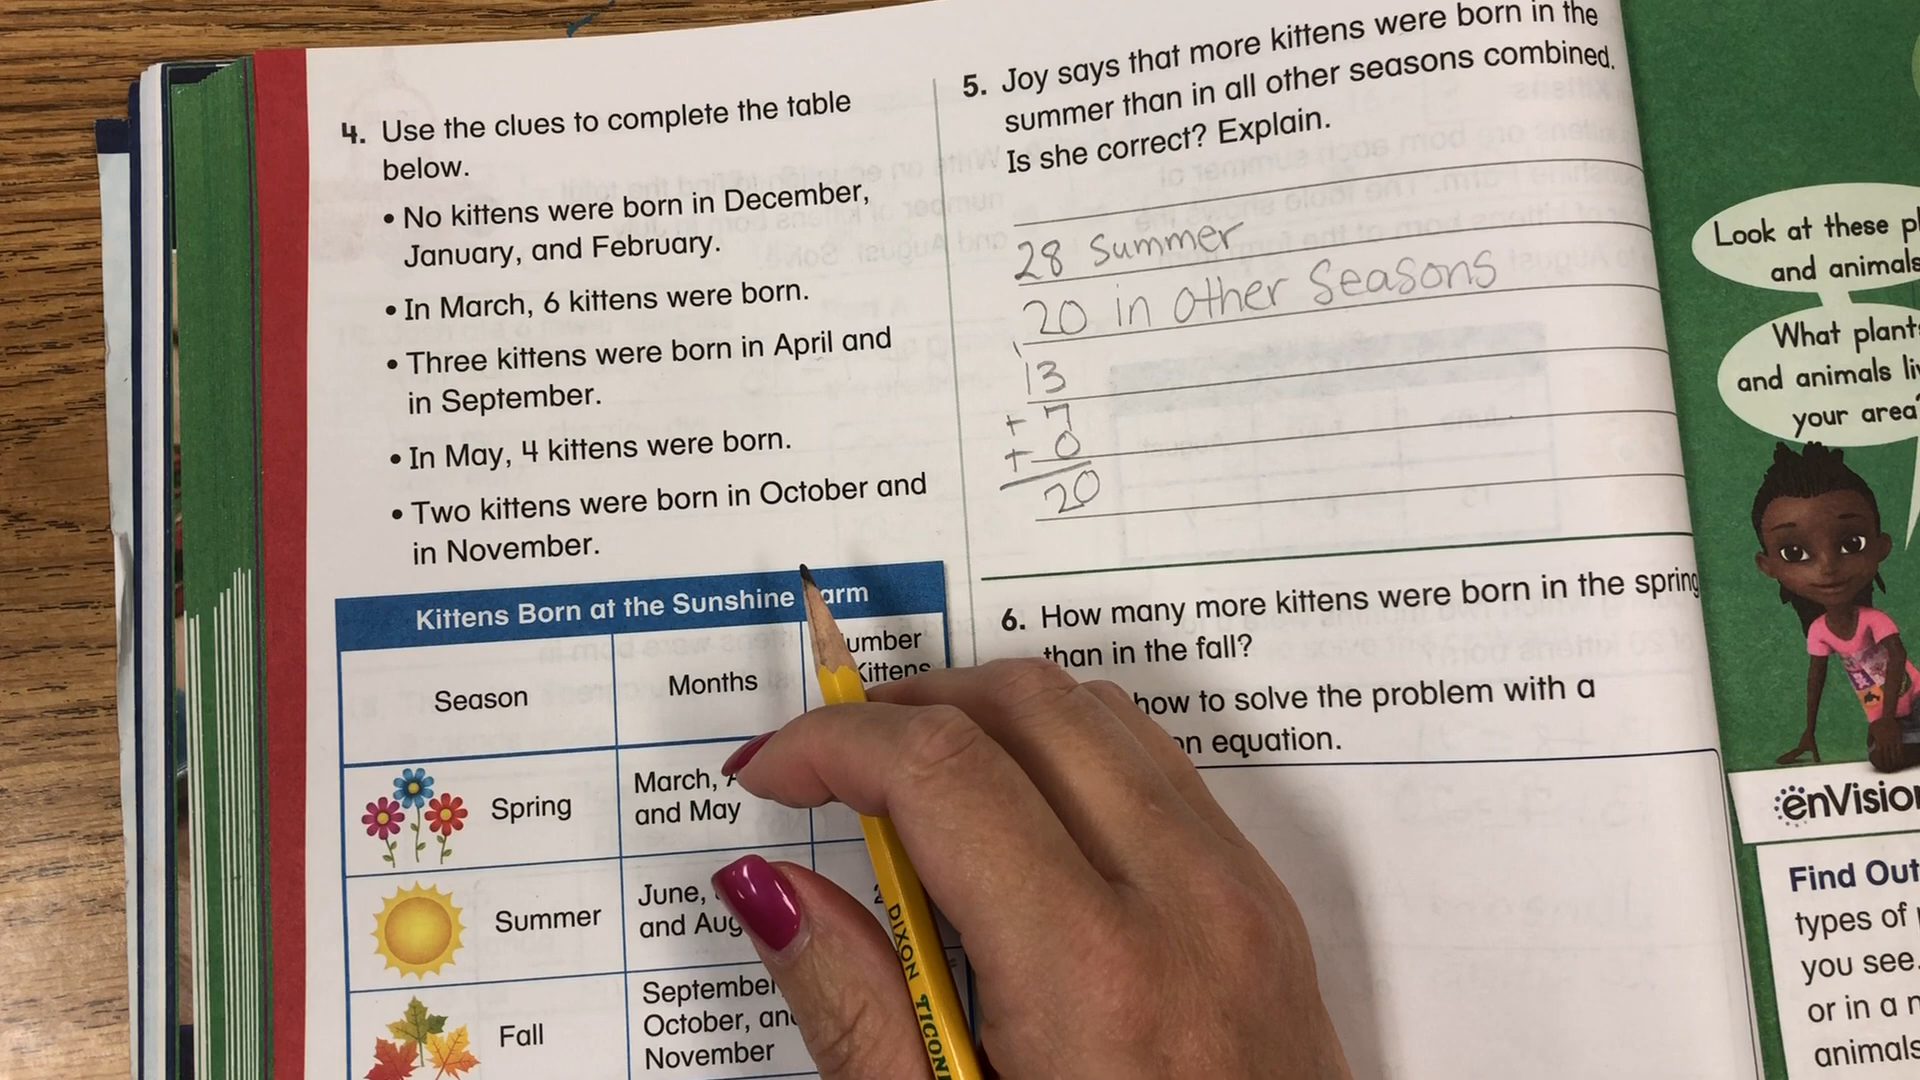 4. Use the clues to complete the table
below.
• No kittens were born in December,
January, and February.
• In March, 6 kittens were born.
• Three kittens were born in April and
in September.
• In May, 4 kittens were born.
• Two kittens were born in October and
in November.
Kittens Born at the Sunshine arm
Season
Months
umber
Kittens
Spring
March,
and May
Summer
June,
and Aug
Fall
September
October, and
November
5. Joy says that more kittens were born in the
summer than in all other seasons combined.
Is she correct? Explain.
28 Summer
20 in other Seasons
1
13
+ 7
+ 0
20
6. How many more kittens were born in the spring
than in the fall?
how to solve the problem with a
on equation.
Look at these
and animals
What plants
and animals
your area?
enVision
Find Out
types of
you see.
or in a
animals
DIXON TICON